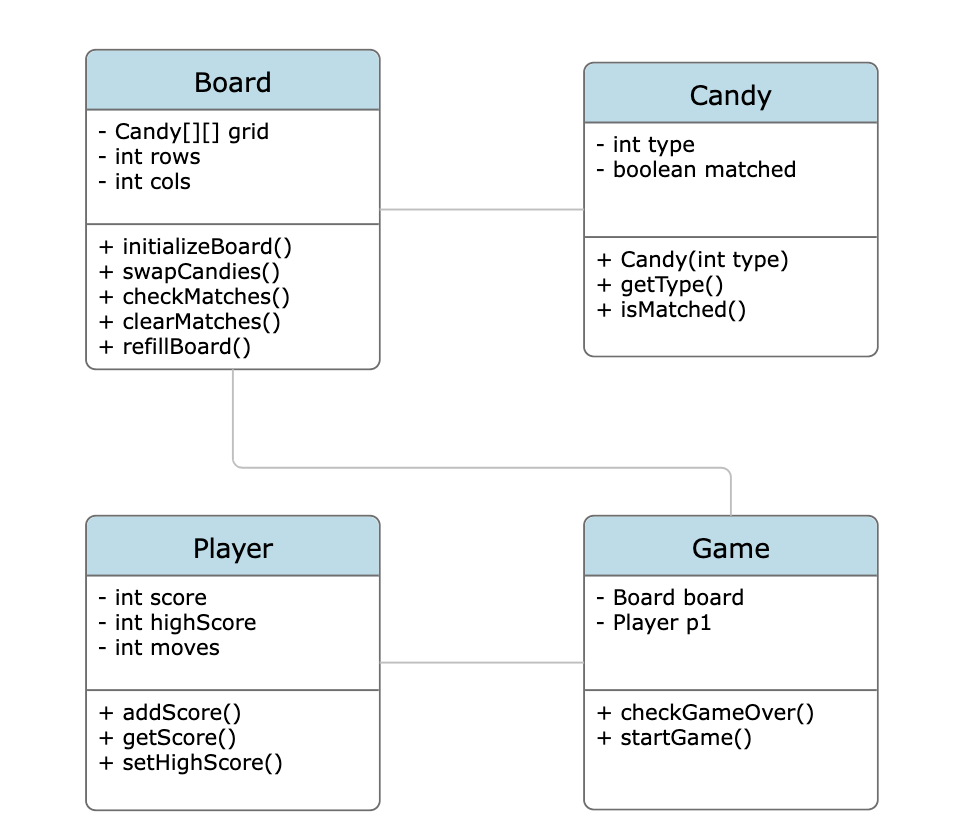 Board
- Candy[][] grid
- int rows
- int cols
+ initializeBoard()
+ swapCandies()
+ checkMatches()
+ clearMatches()
+ refillBoard()
Candy
- int type
- boolean matched
+ Candy(int type)
+ getType()
+ isMatched()
Player
- int score
- int highScore
- int moves
+ addScore()
+ getScore()
+ setHighScore()
Game
- Board board
- Player p1
+ checkGameOver()
+ startGame()